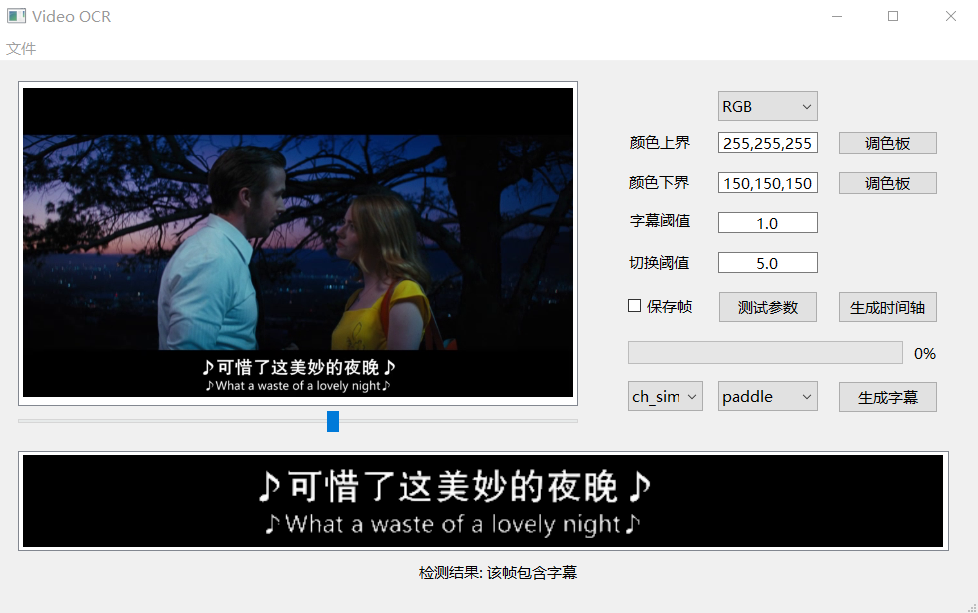 Video OCR
文件
RGB
颜色上界 255,255,255 调色板
颜色下界 150,150,150 调色板
字幕阈值 1.0
切换阈值 5.0
保存帧 测试参数 生成时间轴
0%
ch_sim paddle 生成字幕
♪可惜了这美妙的夜晚♪
♪What a waste of a lovely night♪
♪可惜了这美妙的夜晚♪
♪What a waste of a lovely night♪
检测结果: 该帧包含字幕